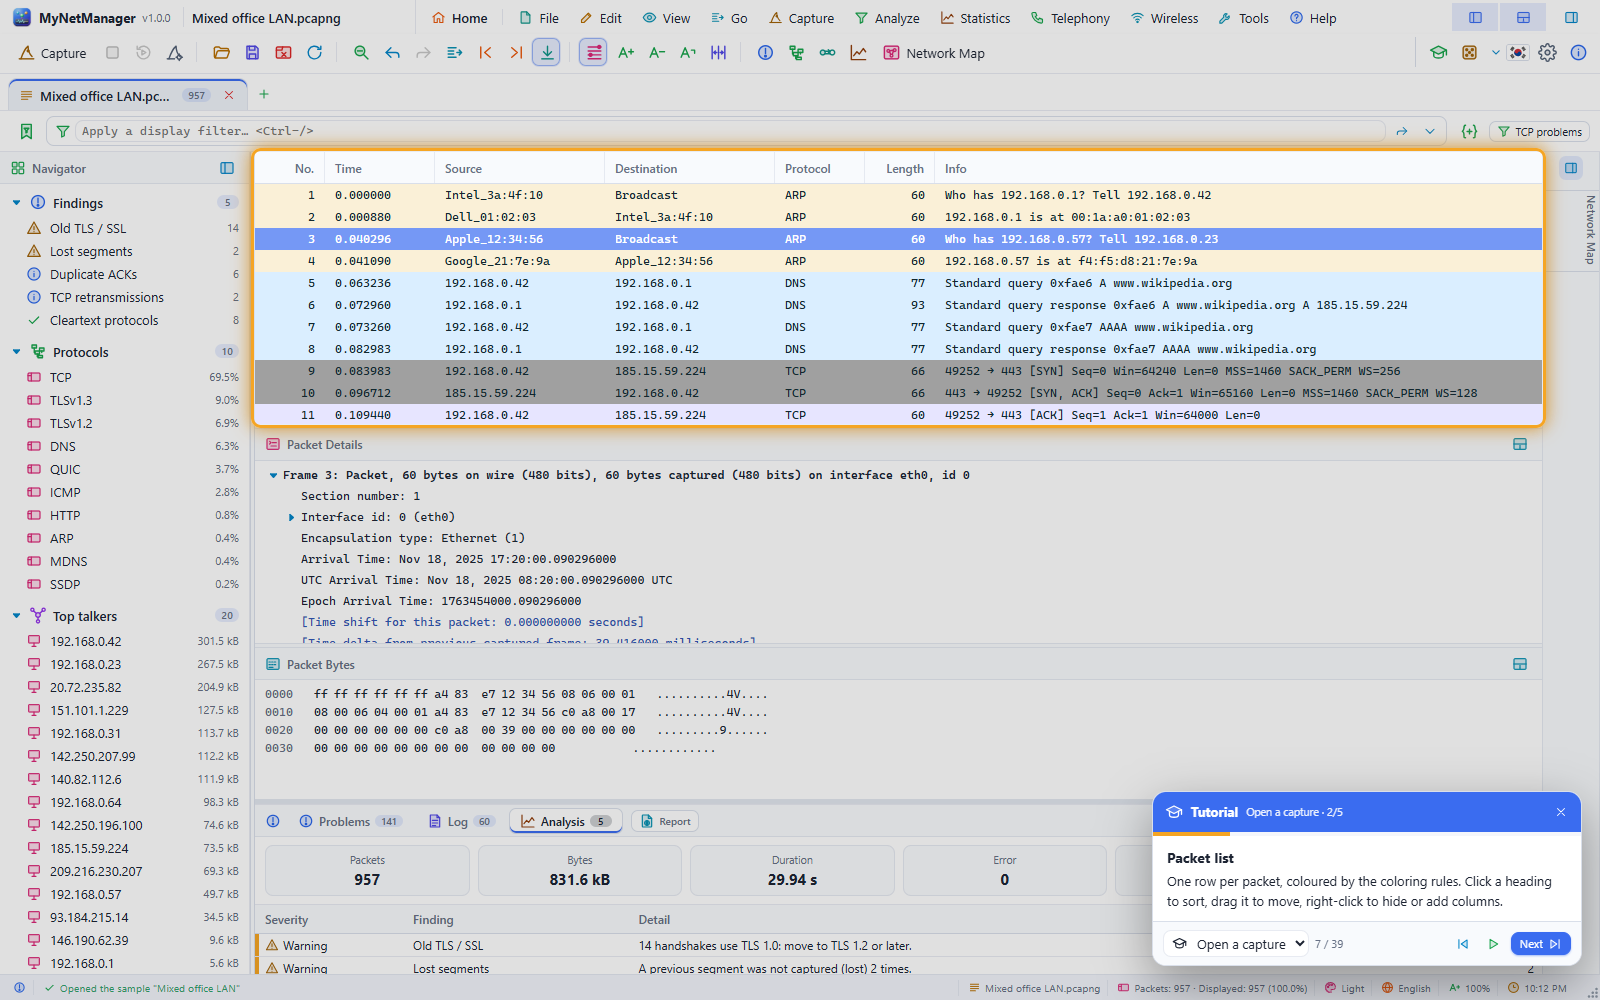 MyNetManager v1.0.0 Mixed office LAN.pcapng Home File Edit View Go Capture Analyze Statistics Telephony Wireless Tools Help
Capture A+ A− Network Map
Mixed office LAN.pc... 957
Apply a display filter… <Ctrl-/> TCP problems
Navigator
Findings 5
Old TLS / SSL 14
Lost segments 2
Duplicate ACKs 6
TCP retransmissions 2
Cleartext protocols 8
Protocols 10
TCP 69.5%
TLSv1.3 9.0%
TLSv1.2 6.9%
DNS 6.3%
QUIC 3.7%
ICMP 2.8%
HTTP 0.8%
ARP 0.4%
MDNS 0.4%
SSDP 0.2%
Top talkers 20
192.168.0.42 301.5 kB
192.168.0.23 267.5 kB
20.72.235.82 204.9 kB
151.101.1.229 127.5 kB
192.168.0.31 113.7 kB
142.250.207.99 112.2 kB
140.82.112.6 111.9 kB
192.168.0.64 98.3 kB
142.250.196.100 74.6 kB
185.15.59.224 73.5 kB
209.216.230.207 69.3 kB
192.168.0.57 49.7 kB
93.184.215.14 34.5 kB
146.190.62.39 9.6 kB
192.168.0.1 5.6 kB
No. Time Source Destination Protocol Length Info
1 0.000000 Intel_3a:4f:10 Broadcast ARP 60 Who has 192.168.0.1? Tell 192.168.0.42
2 0.000880 Dell_01:02:03 Intel_3a:4f:10 ARP 60 192.168.0.1 is at 00:1a:a0:01:02:03
3 0.040296 Apple_12:34:56 Broadcast ARP 60 Who has 192.168.0.57? Tell 192.168.0.23
4 0.041090 Google_21:7e:9a Apple_12:34:56 ARP 60 192.168.0.57 is at f4:f5:d8:21:7e:9a
5 0.063236 192.168.0.42 192.168.0.1 DNS 77 Standard query 0xfae6 A www.wikipedia.org
6 0.072960 192.168.0.1 192.168.0.42 DNS 93 Standard query response 0xfae6 A www.wikipedia.org A 185.15.59.224
7 0.073260 192.168.0.42 192.168.0.1 DNS 77 Standard query 0xfae7 AAAA www.wikipedia.org
8 0.082983 192.168.0.1 192.168.0.42 DNS 77 Standard query response 0xfae7 AAAA www.wikipedia.org
9 0.083983 192.168.0.42 185.15.59.224 TCP 66 49252 → 443 [SYN] Seq=0 Win=64240 Len=0 MSS=1460 SACK_PERM WS=256
10 0.096712 185.15.59.224 192.168.0.42 TCP 66 443 → 49252 [SYN, ACK] Seq=0 Ack=1 Win=65160 Len=0 MSS=1460 SACK_PERM WS=128
11 0.109440 192.168.0.42 185.15.59.224 TCP 60 49252 → 443 [ACK] Seq=1 Ack=1 Win=64000 Len=0
Network Map
Packet Details
Frame 3: Packet, 60 bytes on wire (480 bits), 60 bytes captured (480 bits) on interface eth0, id 0
Section number: 1
Interface id: 0 (eth0)
Encapsulation type: Ethernet (1)
Arrival Time: Nov 18, 2025 17:20:00.090296000
UTC Arrival Time: Nov 18, 2025 08:20:00.090296000 UTC
Epoch Arrival Time: 1763454000.090296000
[Time shift for this packet: 0.000000000 seconds]
[Time delta from previous captured frame: 39.416000 milliseconds]
Packet Bytes
0000 ff ff ff ff ff ff a4 83 e7 12 34 56 08 06 00 01 ..........4V....
0010 08 00 06 04 00 01 a4 83 e7 12 34 56 c0 a8 00 17 ..........4V....
0020 00 00 00 00 00 00 c0 a8 00 39 00 00 00 00 00 00 .........9......
0030 00 00 00 00 00 00 00 00 00 00 00 00 ............
Problems 141 Log 60 Analysis 5 Report
Packets 957
Bytes 831.6 kB
Duration 29.94 s
Error 0
Severity Finding Detail
Warning Old TLS / SSL 14 handshakes use TLS 1.0: move to TLS 1.2 or later.
Warning Lost segments A previous segment was not captured (lost) 2 times. 2
Tutorial Open a capture · 2/5
Packet list
One row per packet, coloured by the coloring rules. Click a heading
to sort, drag it to move, right-click to hide or add columns.
Open a capture 7 / 39 Next
Opened the sample "Mixed office LAN" Mixed office LAN.pcapng Packets: 957 · Displayed: 957 (100.0%) Light English 100% 10:12 PM